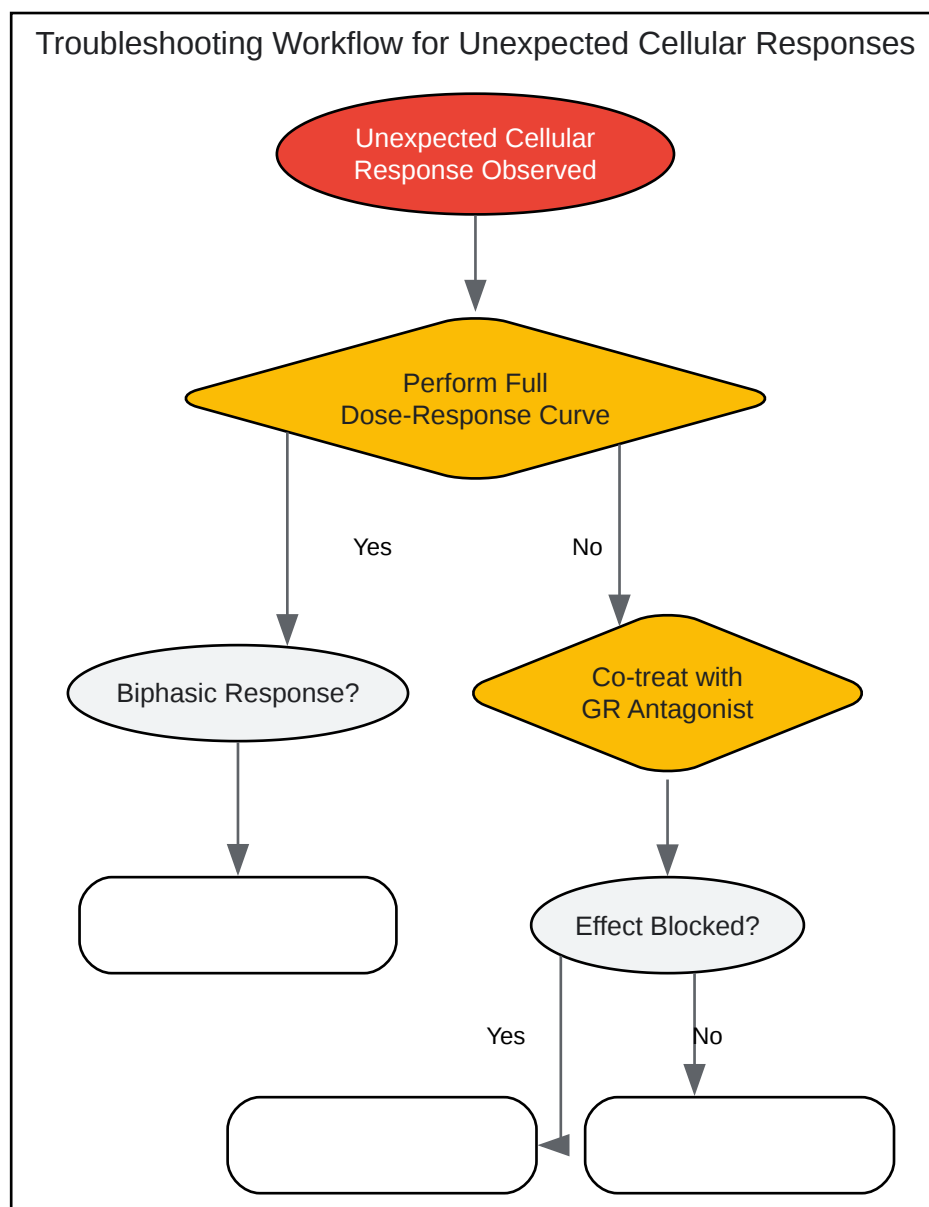 Troubleshooting Workflow for Unexpected Cellular Responses
Unexpected Cellular
Response Observed
Perform Full
Dose-Response Curve
Yes
No
Biphasic Response?
Co-treat with
GR Antagonist
Effect Blocked?
Yes
No